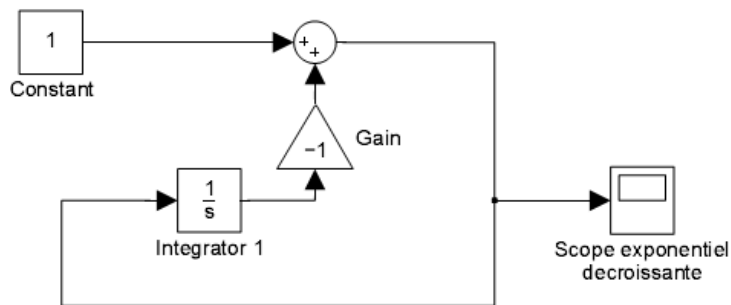 1
Constant
+
+
−1
Gain
1
s
Integrator 1
Scope exponentiel
decroissante